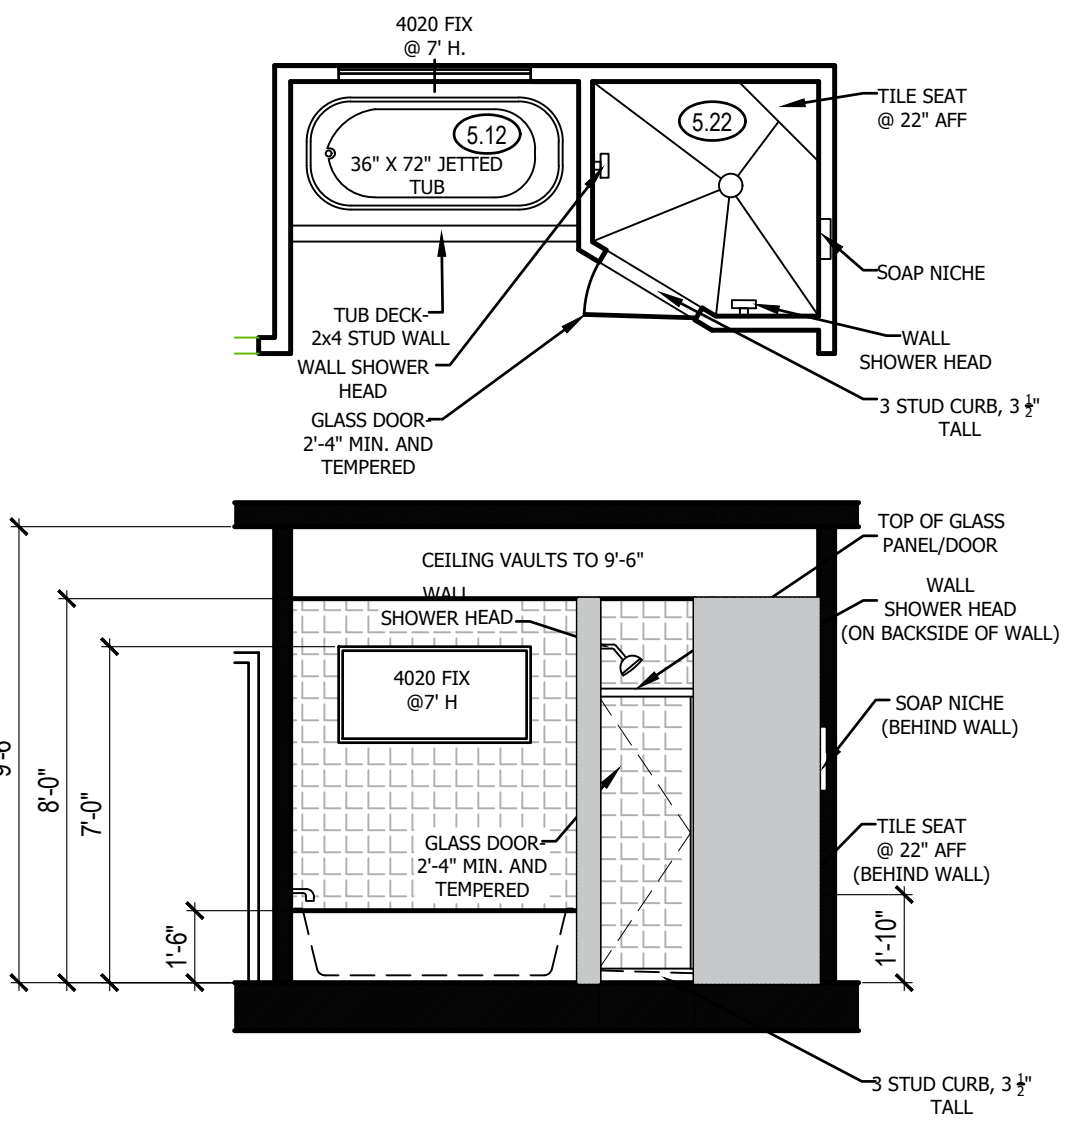 4020 FIX
@ 7' H.
TILE SEAT
@ 22" AFF
5.12
5.22
36" X 72" JETTED
TUB
SOAP NICHE
TUB DECK-
2x4 STUD WALL
WALL
SHOWER HEAD
WALL SHOWER
HEAD
GLASS DOOR-
2'-4" MIN. AND
TEMPERED
3 STUD CURB, 3 1/2"
TALL
TOP OF GLASS
PANEL/DOOR
CEILING VAULTS TO 9'-6"
WALL
SHOWER HEAD
WALL
SHOWER HEAD
(ON BACKSIDE OF WALL)
4020 FIX
@7' H
SOAP NICHE
(BEHIND WALL)
9'-6"
8'-0"
7'-0"
GLASS DOOR-
2'-4" MIN. AND
TEMPERED
TILE SEAT
@ 22" AFF
(BEHIND WALL)
1'-6"
1'-10"
3 STUD CURB, 3 1/2"
TALL